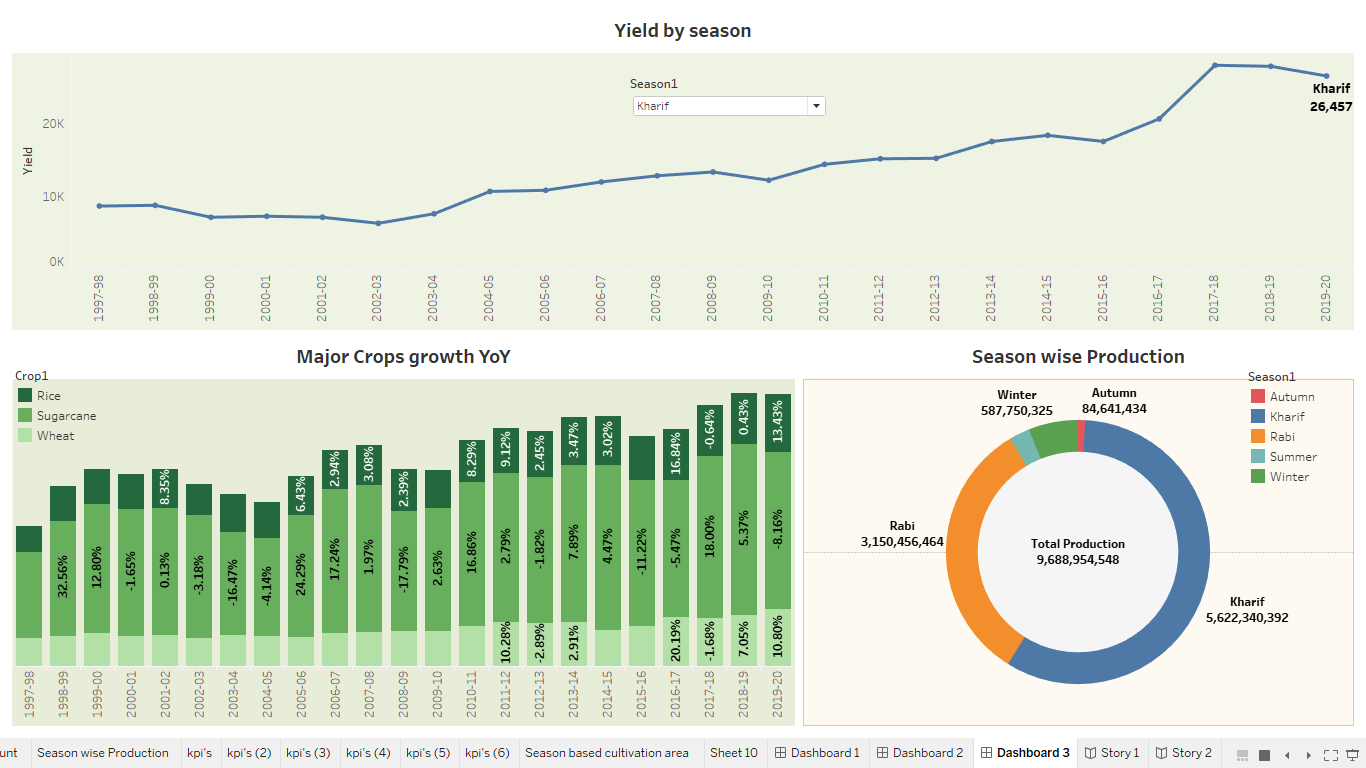 Yield by season
Season1
Kharif
Kharif
26,457
20K
10K
0K
Yield
1997-98
1998-99
1999-00
2000-01
2001-02
2002-03
2003-04
2004-05
2005-06
2006-07
2007-08
2008-09
2009-10
2010-11
2011-12
2012-13
2013-14
2014-15
2015-16
2016-17
2017-18
2018-19
2019-20
Major Crops growth YoY
Crop1
Rice
Sugarcane
Wheat
8.35%
6.43%
2.94%
3.08%
2.39%
8.29%
9.12%
2.45%
3.47%
3.02%
16.84%
-0.64%
0.43%
13.43%
32.56%
12.80%
-1.65%
0.13%
-3.18%
-16.47%
-4.14%
24.29%
17.24%
1.97%
-17.79%
2.63%
16.86%
2.79%
-1.82%
7.89%
4.47%
-11.22%
-5.47%
18.00%
5.37%
-8.16%
10.28%
-2.89%
2.91%
20.19%
-1.68%
7.05%
10.80%
1997-98
1998-99
1999-00
2000-01
2001-02
2002-03
2003-04
2004-05
2005-06
2006-07
2007-08
2008-09
2009-10
2010-11
2011-12
2012-13
2013-14
2014-15
2015-16
2016-17
2017-18
2018-19
2019-20
Season wise Production
Season1
Autumn
Kharif
Rabi
Summer
Winter
Winter
587,750,325
Autumn
84,641,434
Rabi
3,150,456,464
Total Production
9,688,954,548
Kharif
5,622,340,392
unt
Season wise Production
kpi's
kpi's (2)
kpi's (3)
kpi's (4)
kpi's (5)
kpi's (6)
Season based cultivation area
Sheet 10
Dashboard 1
Dashboard 2
Dashboard 3
Story 1
Story 2